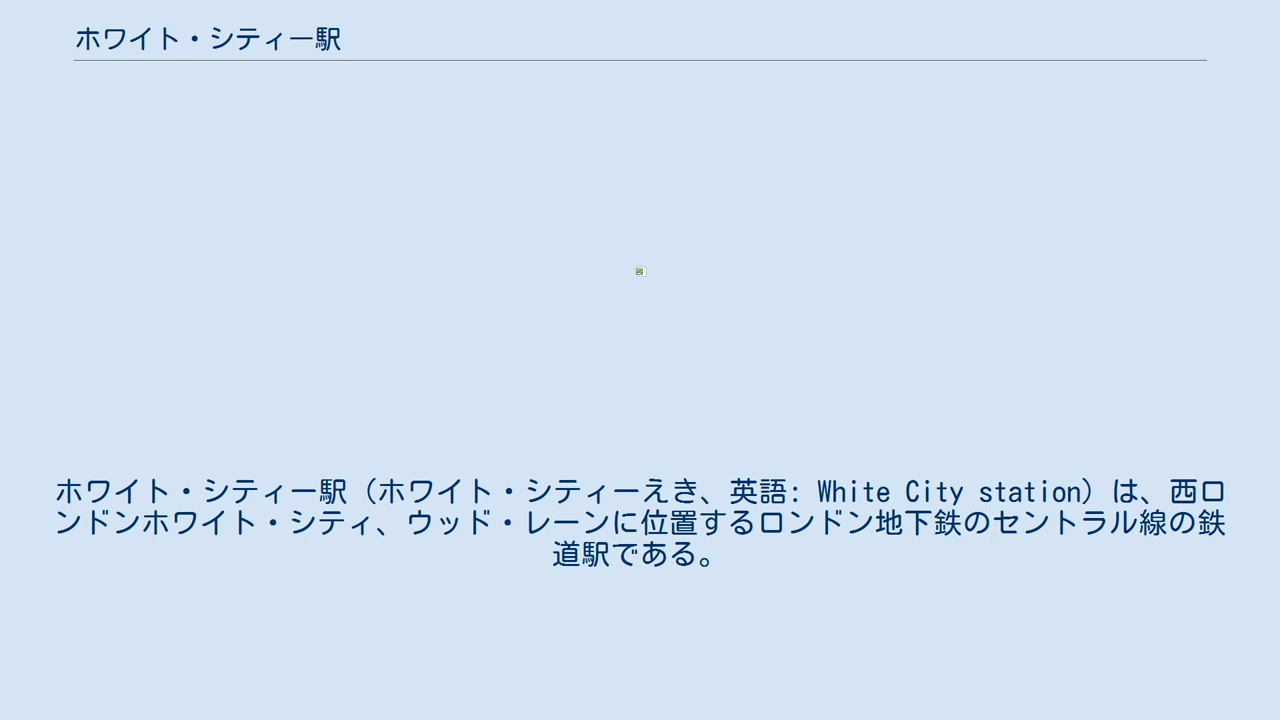 ホワイト・シティー駅
ホワイト・シティー駅（ホワイト・シティーえき、英語: White City station）は、西ロ
ンドンホワイト・シティ、ウッド・レーンに位置するロンドン地下鉄のセントラル線の鉄
道駅である。